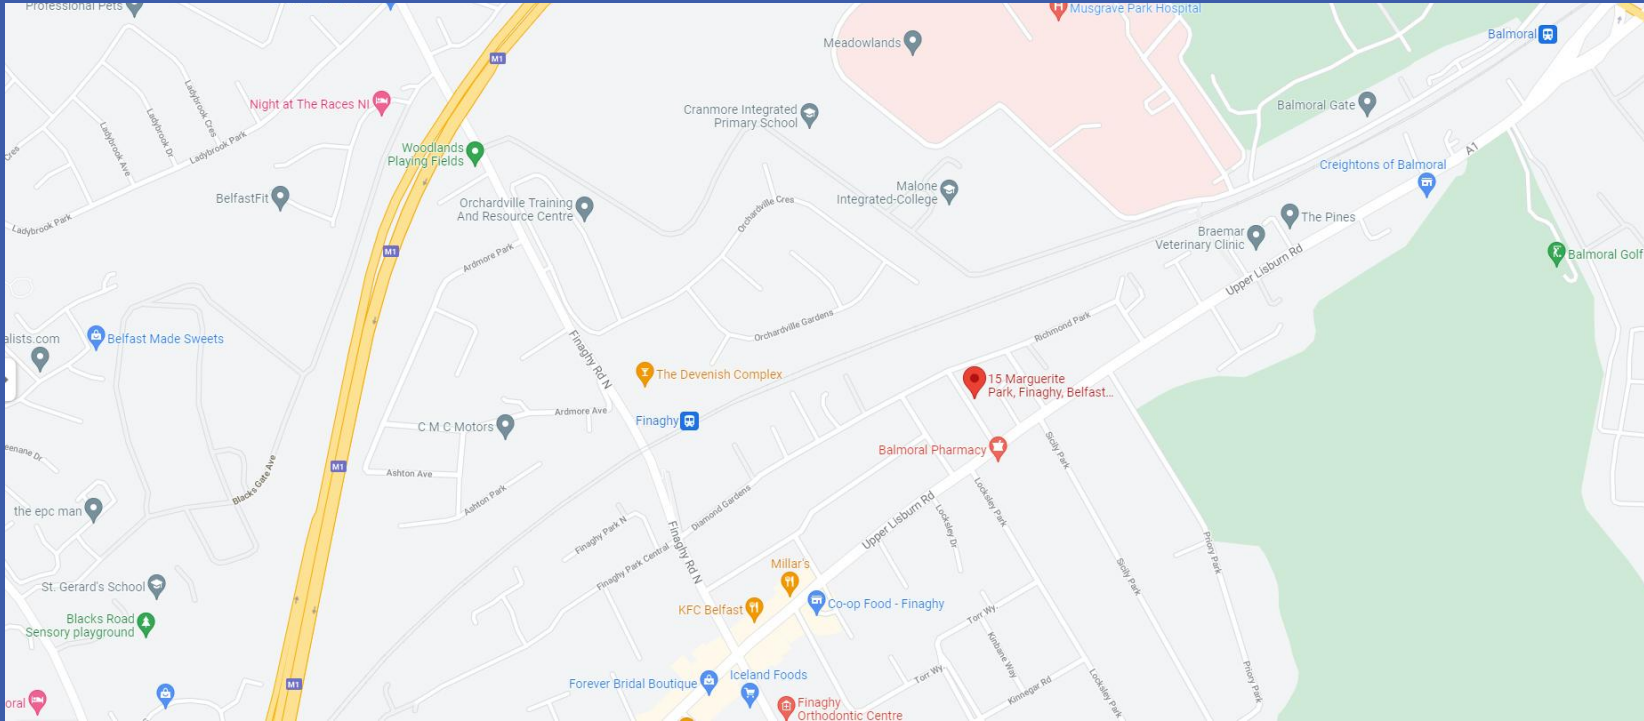 Professional Pets
Musgrave Park Hospital
Balmoral
M1
Meadowlands
Night at The Races NI
Cranmore Integrated
Primary School
Balmoral Gate
Ladybrook Cres
Ladybrook Dr
Ladybrook Ave
Ladybrook Park
Cres
Woodlands
Playing Fields
A1
Creightons of Balmoral
BelfastFit
Orchardville Training
And Resource Centre
Malone
Integrated-College
Orchardville Cres
The Pines
Braemar
Veterinary Clinic
Ladybrook Park
M1
Ardmore Park
Upper Lisburn Rd
Balmoral Golf
Orchardville Gardens
Richmond Park
alists.com
Belfast Made Sweets
Finaghy Rd N
The Devenish Complex
15 Marguerite
Park, Finaghy, Belfast...
Ardmore Ave
Finaghy
C M C Motors
Balmoral Pharmacy
Sicily Park
eenane Dr
M1
Ashton Ave
Blacks Gate Ave
Ashton Park
Diamond Gardens
Locksley Park
the epc man
Upper Lisburn Rd
Locksley Dr
Finaghy Park N
Finaghy Rd N
Priory Park
Finaghy Park Central
Millar's
Sicily Park
St. Gerard's School
KFC Belfast
Co-op Food - Finaghy
Blacks Road
Sensory playground
Torr Wy
Kinbane Way
Torr Wy
Iceland Foods
Forever Bridal Boutique
M1
Kinnegar Rd
Locksley Park
Priory Park
oral
Finaghy
Orthodontic Centre